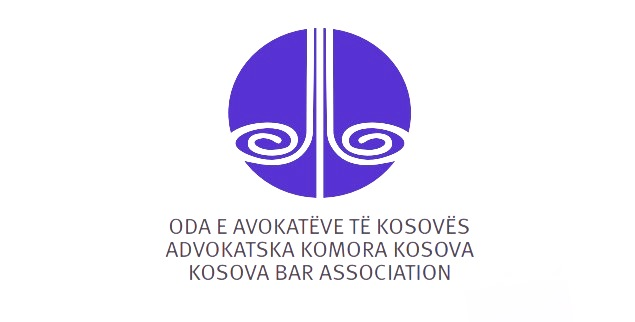 ODA E AVOKATËVE TË KOSOVËS
ADVOKATSKA KOMORA KOSOVA
KOSOVA BAR ASSOCIATION